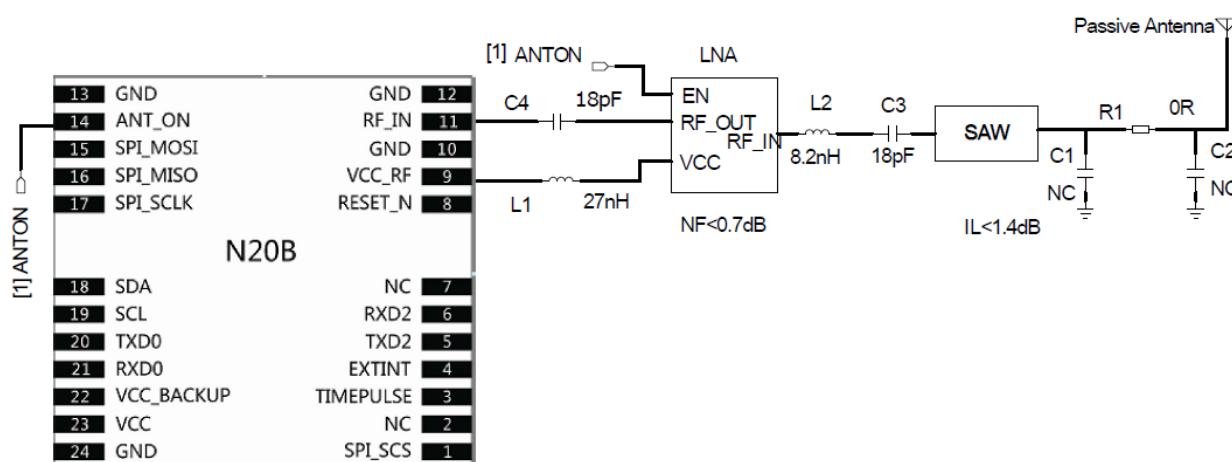 Passive Antenna
[1] ANTON
LNA
13 GND
GND 12
C4
18pF
EN
L2
C3
R1
0R
14 ANT_ON
RF_IN 11
RF_OUT
RF_IN
SAW
15 SPI_MOSI
GND 10
8.2nH
18pF
C1
C2
16 SPI_MISO
VCC_RF 9
VCC
NC
NC
17 SPI_SCLK
RESET_N 8
L1
27nH
NF<0.7dB
IL<1.4dB
[1] ANTON
N20B
18 SDA
NC 7
19 SCL
RXD2 6
20 TXD0
TXD2 5
21 RXD0
EXTINT 4
22 VCC_BACKUP
TIMEPULSE 3
23 VCC
NC 2
24 GND
SPI_SCS 1